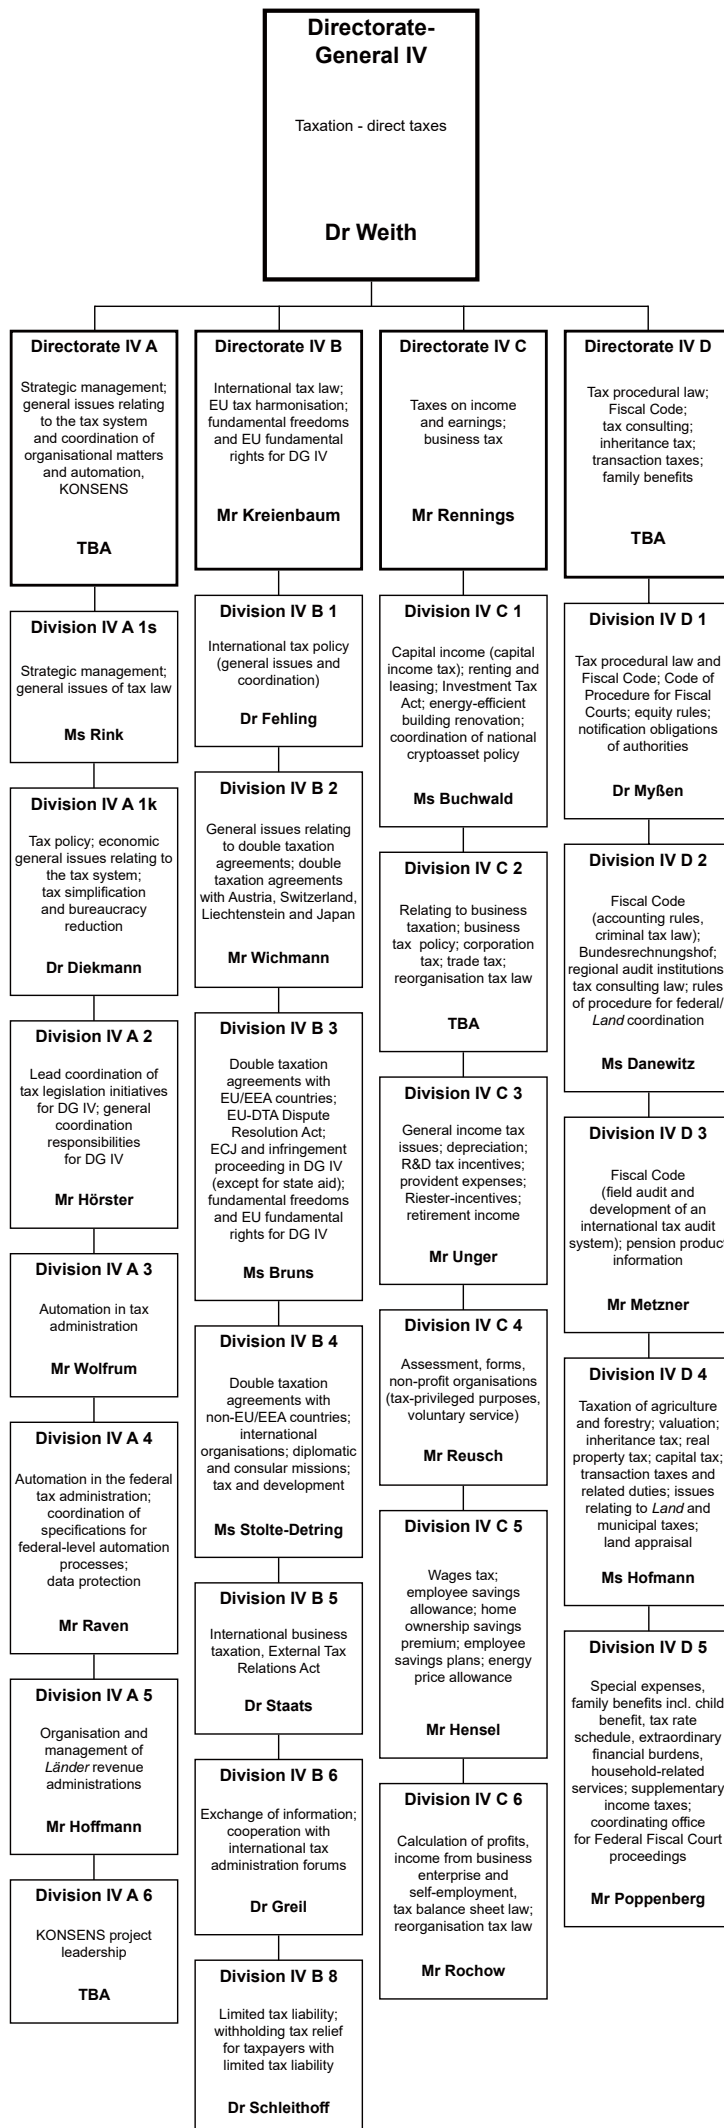 Directorate-
General IV
Taxation - direct taxes
Dr Weith
Directorate IV A
Strategic management;
general issues relating
to the tax system
and coordination of
organisational matters
and automation,
KONSENS
TBA
Division IV A 1s
Strategic management;
general issues of tax law
Ms Rink
Division IV A 1k
Tax policy; economic
general issues relating to
the tax system;
tax simplification
and bureaucracy
reduction
Dr Diekmann
Division IV A 2
Lead coordination of
tax legislation initiatives
for DG IV; general
coordination
responsibilities
for DG IV
Mr Hörster
Division IV A 3
Automation in tax
administration
Mr Wolfrum
Division IV A 4
Automation in the federal
tax administration;
coordination of
specifications for
federal-level automation
processes;
data protection
Mr Raven
Division IV A 5
Organisation and
management of
Länder revenue
administrations
Mr Hoffmann
Division IV A 6
KONSENS project
leadership
TBA
Directorate IV B
International tax law;
EU tax harmonisation;
fundamental freedoms
and EU fundamental
rights for DG IV
Mr Kreienbaum
Division IV B 1
International tax policy
(general issues and
coordination)
Dr Fehling
Division IV B 2
General issues relating
to double taxation
agreements; double
taxation agreements
with Austria, Switzerland,
Liechtenstein and Japan
Mr Wichmann
Division IV B 3
Double taxation
agreements with
EU/EEA countries;
EU-DTA Dispute
Resolution Act;
ECJ and infringement
proceeding in DG IV
(except for state aid);
fundamental freedoms
and EU fundamental
rights for DG IV
Ms Bruns
Division IV B 4
Double taxation
agreements with
non-EU/EEA countries;
international
organisations; diplomatic
and consular missions;
tax and development
Ms Stolte-Detring
Division IV B 5
International business
taxation, External Tax
Relations Act
Dr Staats
Division IV B 6
Exchange of information;
cooperation with
international tax
administration forums
Dr Greil
Division IV B 8
Limited tax liability;
withholding tax relief
for taxpayers with
limited tax liability
Dr Schleithoff
Directorate IV C
Taxes on income
and earnings;
business tax
Mr Rennings
Division IV C 1
Capital income (capital
income tax); renting and
leasing; Investment Tax
Act; energy-efficient
building renovation;
coordination of national
cryptoasset policy
Ms Buchwald
Division IV C 2
Relating to business
taxation; business
tax policy; corporation
tax; trade tax;
reorganisation tax law
TBA
Division IV C 3
General income tax
issues; depreciation;
R&D tax incentives;
provident expenses;
Riester-incentives;
retirement income
Mr Unger
Division IV C 4
Assessment, forms,
non-profit organisations
(tax-privileged purposes,
voluntary service)
Mr Reusch
Division IV C 5
Wages tax;
employee savings
allowance; home
ownership savings
premium; employee
savings plans; energy
price allowance
Mr Hensel
Division IV C 6
Calculation of profits,
income from business
enterprise and
self-employment,
tax balance sheet law;
reorganisation tax law
Mr Rochow
Directorate IV D
Tax procedural law;
Fiscal Code;
tax consulting;
inheritance tax;
transaction taxes;
family benefits
TBA
Division IV D 1
Tax procedural law and
Fiscal Code; Code of
Procedure for Fiscal
Courts; equity rules;
notification obligations
of authorities
Dr Myßen
Division IV D 2
Fiscal Code
(accounting rules,
criminal tax law);
Bundesrechnungshof;
regional audit institutions
tax consulting law; rules
of procedure for federal/
Land coordination
Ms Danewitz
Division IV D 3
Fiscal Code
(field audit and
development of an
international tax audit
system); pension product
information
Mr Metzner
Division IV D 4
Taxation of agriculture
and forestry; valuation;
inheritance tax; real
property tax; capital tax;
transaction taxes and
related duties; issues
relating to Land and
municipal taxes;
land appraisal
Ms Hofmann
Division IV D 5
Special expenses,
family benefits incl. child
benefit, tax rate
schedule, extraordinary
financial burdens,
household-related
services; supplementary
income taxes;
coordinating office
for Federal Fiscal Court
proceedings
Mr Poppenberg